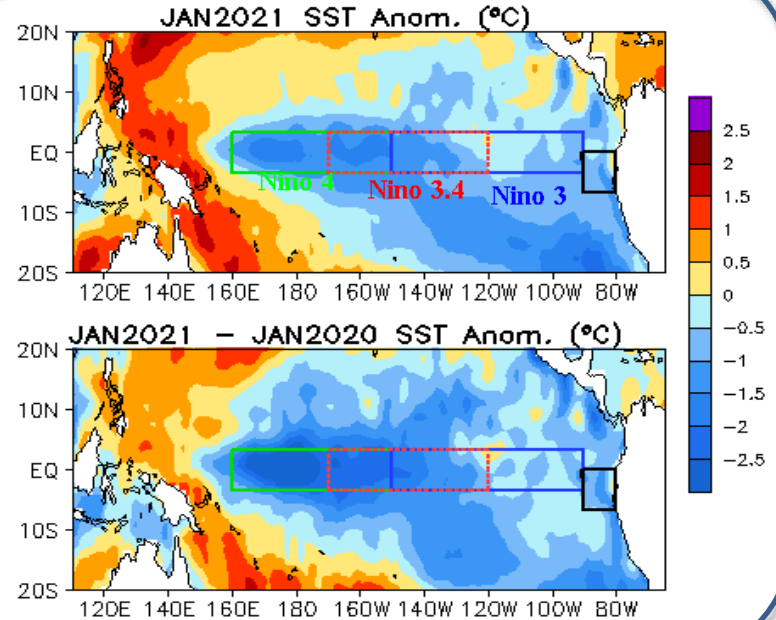 JAN2021 SST Anom. (°C)
20N
10N
EQ
10S
20S
Nino 4
Nino 3.4
Nino 3
120E 140E 160E 180 160W 140W 120W 100W 80W
JAN2021 – JAN2020 SST Anom. (°C)
20N
10N
EQ
10S
20S
120E 140E 160E 180 160W 140W 120W 100W 80W
2.5
2
1.5
1
0.5
0
−0.5
−1
−1.5
−2
−2.5